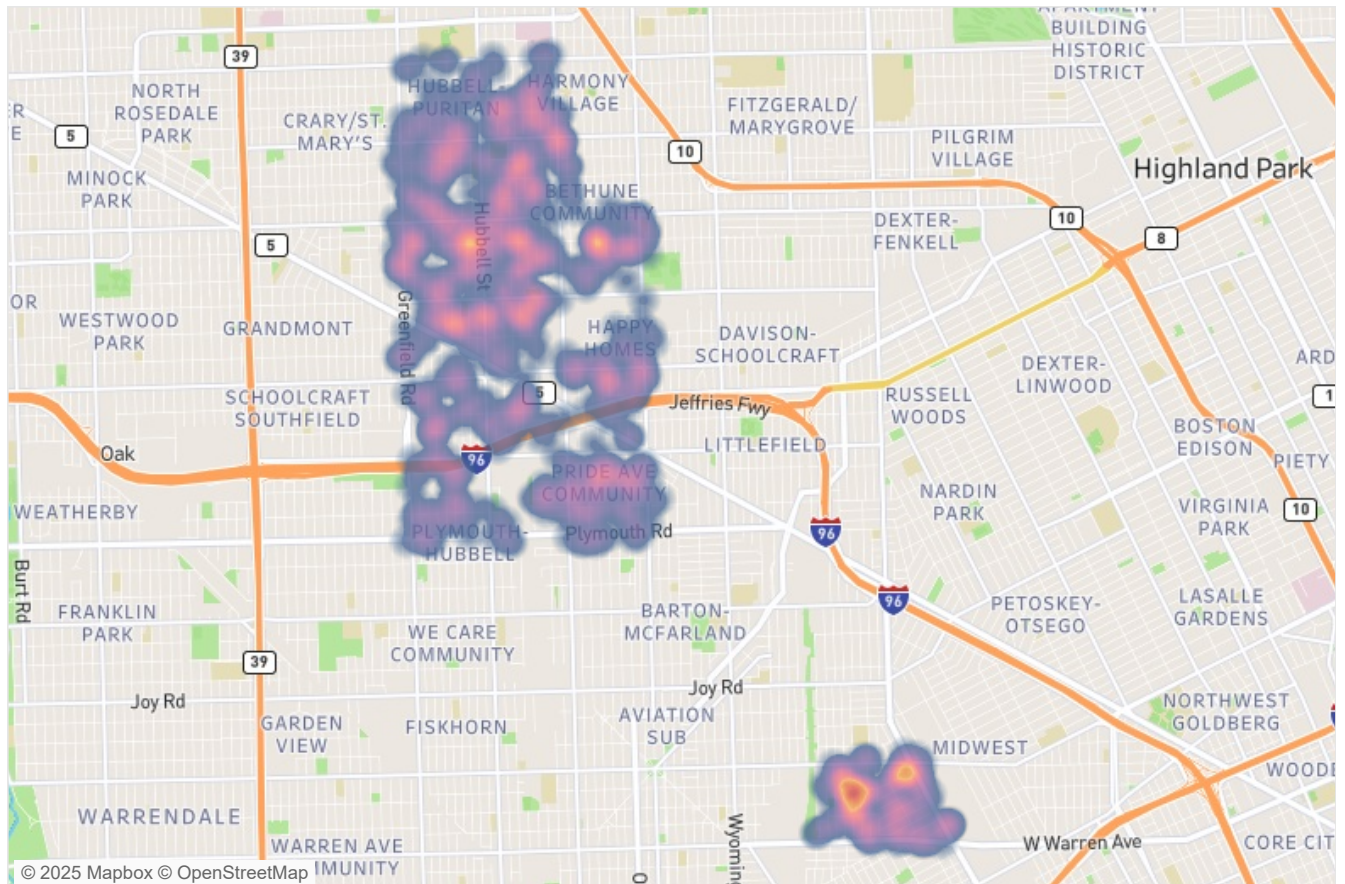 APARTMENT
BUILDING
HISTORIC
DISTRICT
39
NORTH
ROSEDALE
PARK
HUBBELL-
PURITAN
HARMONY
VILLAGE
CRARY/ST.
MARY'S
FITZGERALD/
MARYGROVE
5
10
PILGRIM
VILLAGE
Highland Park
MINOCK
PARK
BETHUNE
COMMUNITY
DEXTER-
FENKELL
10
8
5
Hubbell St
OR
WESTWOOD
PARK
GRANDMONT
Greenfield Rd
HAPPY
HOMES
DAVISON-
SCHOOLCRAFT
DEXTER-
LINWOOD
ARD
SCHOOLCRAFT
SOUTHFIELD
5
Jeffries Fwy
RUSSELL
WOODS
1
Oak
96
LITTLEFIELD
BOSTON
EDISON
PIETY
PRIDE AVE
COMMUNITY
NARDIN
PARK
WEATHERBY
VIRGINIA
PARK
10
PLYMOUTH-
HUBBELL
Plymouth Rd
96
Burt Rd
FRANKLIN
PARK
WE CARE
COMMUNITY
BARTON-
MCFARLAND
96
PETOSKEY-
OTSEGO
LASALLE
GARDENS
39
Joy Rd
Joy Rd
GARDEN
VIEW
FISKHORN
AVIATION
SUB
MIDWEST
NORTHWEST
GOLDBERG
WOODB
WARRENDALE
Wyoming
W Warren Ave
CORE CIT
WARREN AVE
MMUNITY
© 2025 Mapbox © OpenStreetMap